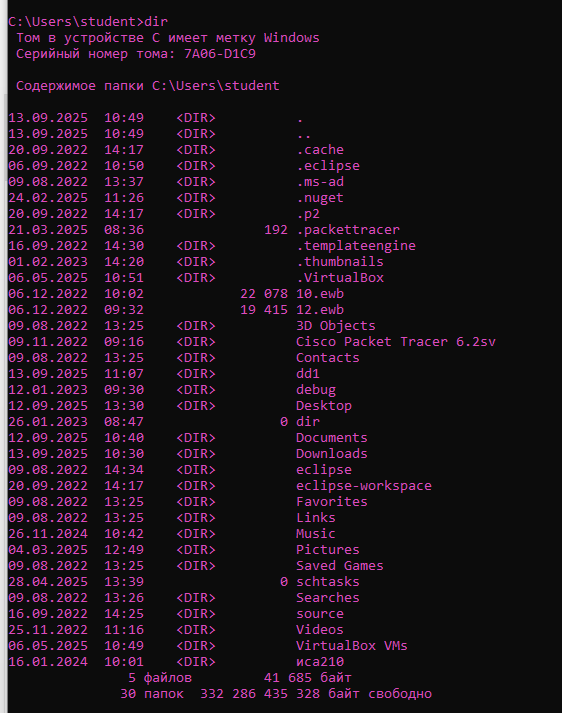 C:\Users\student>dir
Том в устройстве C имеет метку Windows
Серийный номер тома: 7A06-D1C9
Содержимое папки C:\Users\student
13.09.2025 10:49 <DIR> .
13.09.2025 10:49 <DIR> ..
20.09.2022 14:17 <DIR> .cache
06.09.2022 10:50 <DIR> .eclipse
09.08.2022 13:37 <DIR> .ms-ad
24.02.2025 11:26 <DIR> .nuget
20.09.2022 14:17 <DIR> .p2
21.03.2025 08:36 192 .packettracer
16.09.2022 14:30 <DIR> .templateengine
01.02.2023 14:20 <DIR> .thumbnails
06.05.2025 10:51 <DIR> .VirtualBox
06.12.2022 10:02 22 078 10.ewb
06.12.2022 09:32 19 415 12.ewb
09.08.2022 13:25 <DIR> 3D Objects
09.11.2022 09:16 <DIR> Cisco Packet Tracer 6.2sv
09.08.2022 13:25 <DIR> Contacts
13.09.2025 11:07 <DIR> dd1
12.01.2023 09:30 <DIR> debug
12.09.2025 13:30 <DIR> Desktop
26.01.2023 08:47 0 dir
12.09.2025 10:40 <DIR> Documents
13.09.2025 10:30 <DIR> Downloads
09.08.2022 14:34 <DIR> eclipse
20.09.2022 14:17 <DIR> eclipse-workspace
09.08.2022 13:25 <DIR> Favorites
09.08.2022 13:25 <DIR> Links
26.11.2024 10:42 <DIR> Music
04.03.2025 12:49 <DIR> Pictures
09.08.2022 13:25 <DIR> Saved Games
28.04.2025 13:39 0 schtasks
09.08.2022 13:26 <DIR> Searches
16.09.2022 14:25 <DIR> source
25.11.2022 11:16 <DIR> Videos
06.05.2025 10:49 <DIR> VirtualBox VMs
16.01.2024 10:01 <DIR> иса210
5 файлов 41 685 байт
30 папок 332 286 435 328 байт свободно